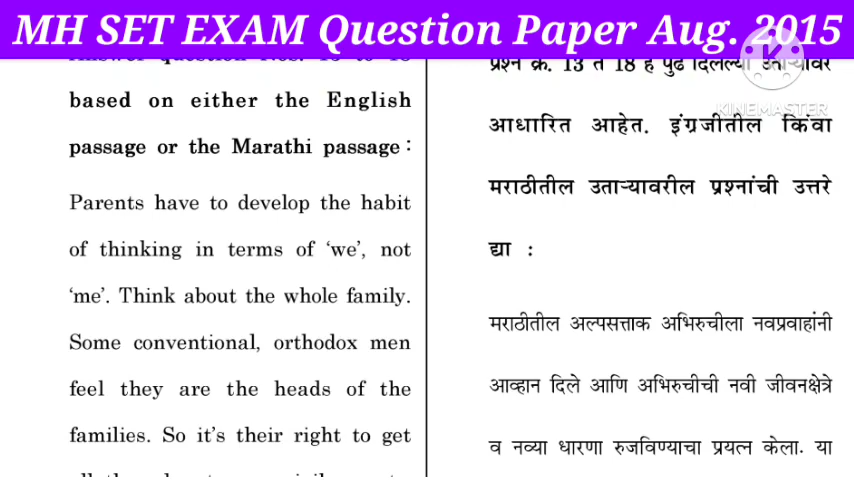 MH SET EXAM Question Paper Aug. 2015
based on either the English
passage or the Marathi passage :
Parents have to develop the habit
of thinking in terms of ‘we’, not
‘me’. Think about the whole family.
Some conventional, orthodox men
feel they are the heads of the
families. So it’s their right to get
प्रश्न क्र. 13 ते 18 हे पुढे दिलेल्या उताऱ्यावर
आधारित आहेत. इंग्रजीतील किंवा
मराठीतील उताऱ्यावरील प्रश्नांची उत्तरे
द्या :
मराठीतील अल्पसत्ताक अभिरुचीला नवप्रवाहांनी
आव्हान दिले आणि अभिरुचीची नवी जीवनक्षेत्रे
व नव्या धारणा रुजविण्याचा प्रयत्न केला. या
KINEMASTER